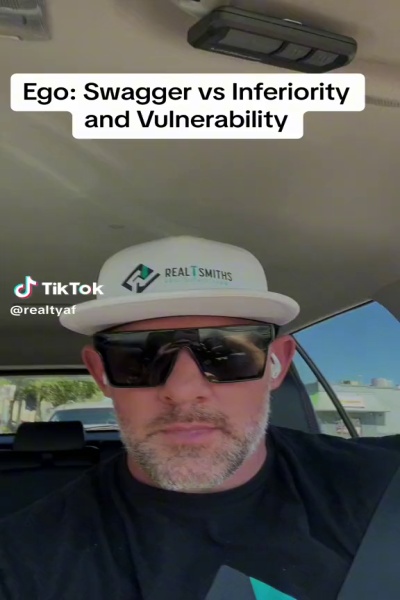 Ego: Swagger vs Inferiority
and Vulnerability
TikTok
@realtyaf
REALTSMITHS